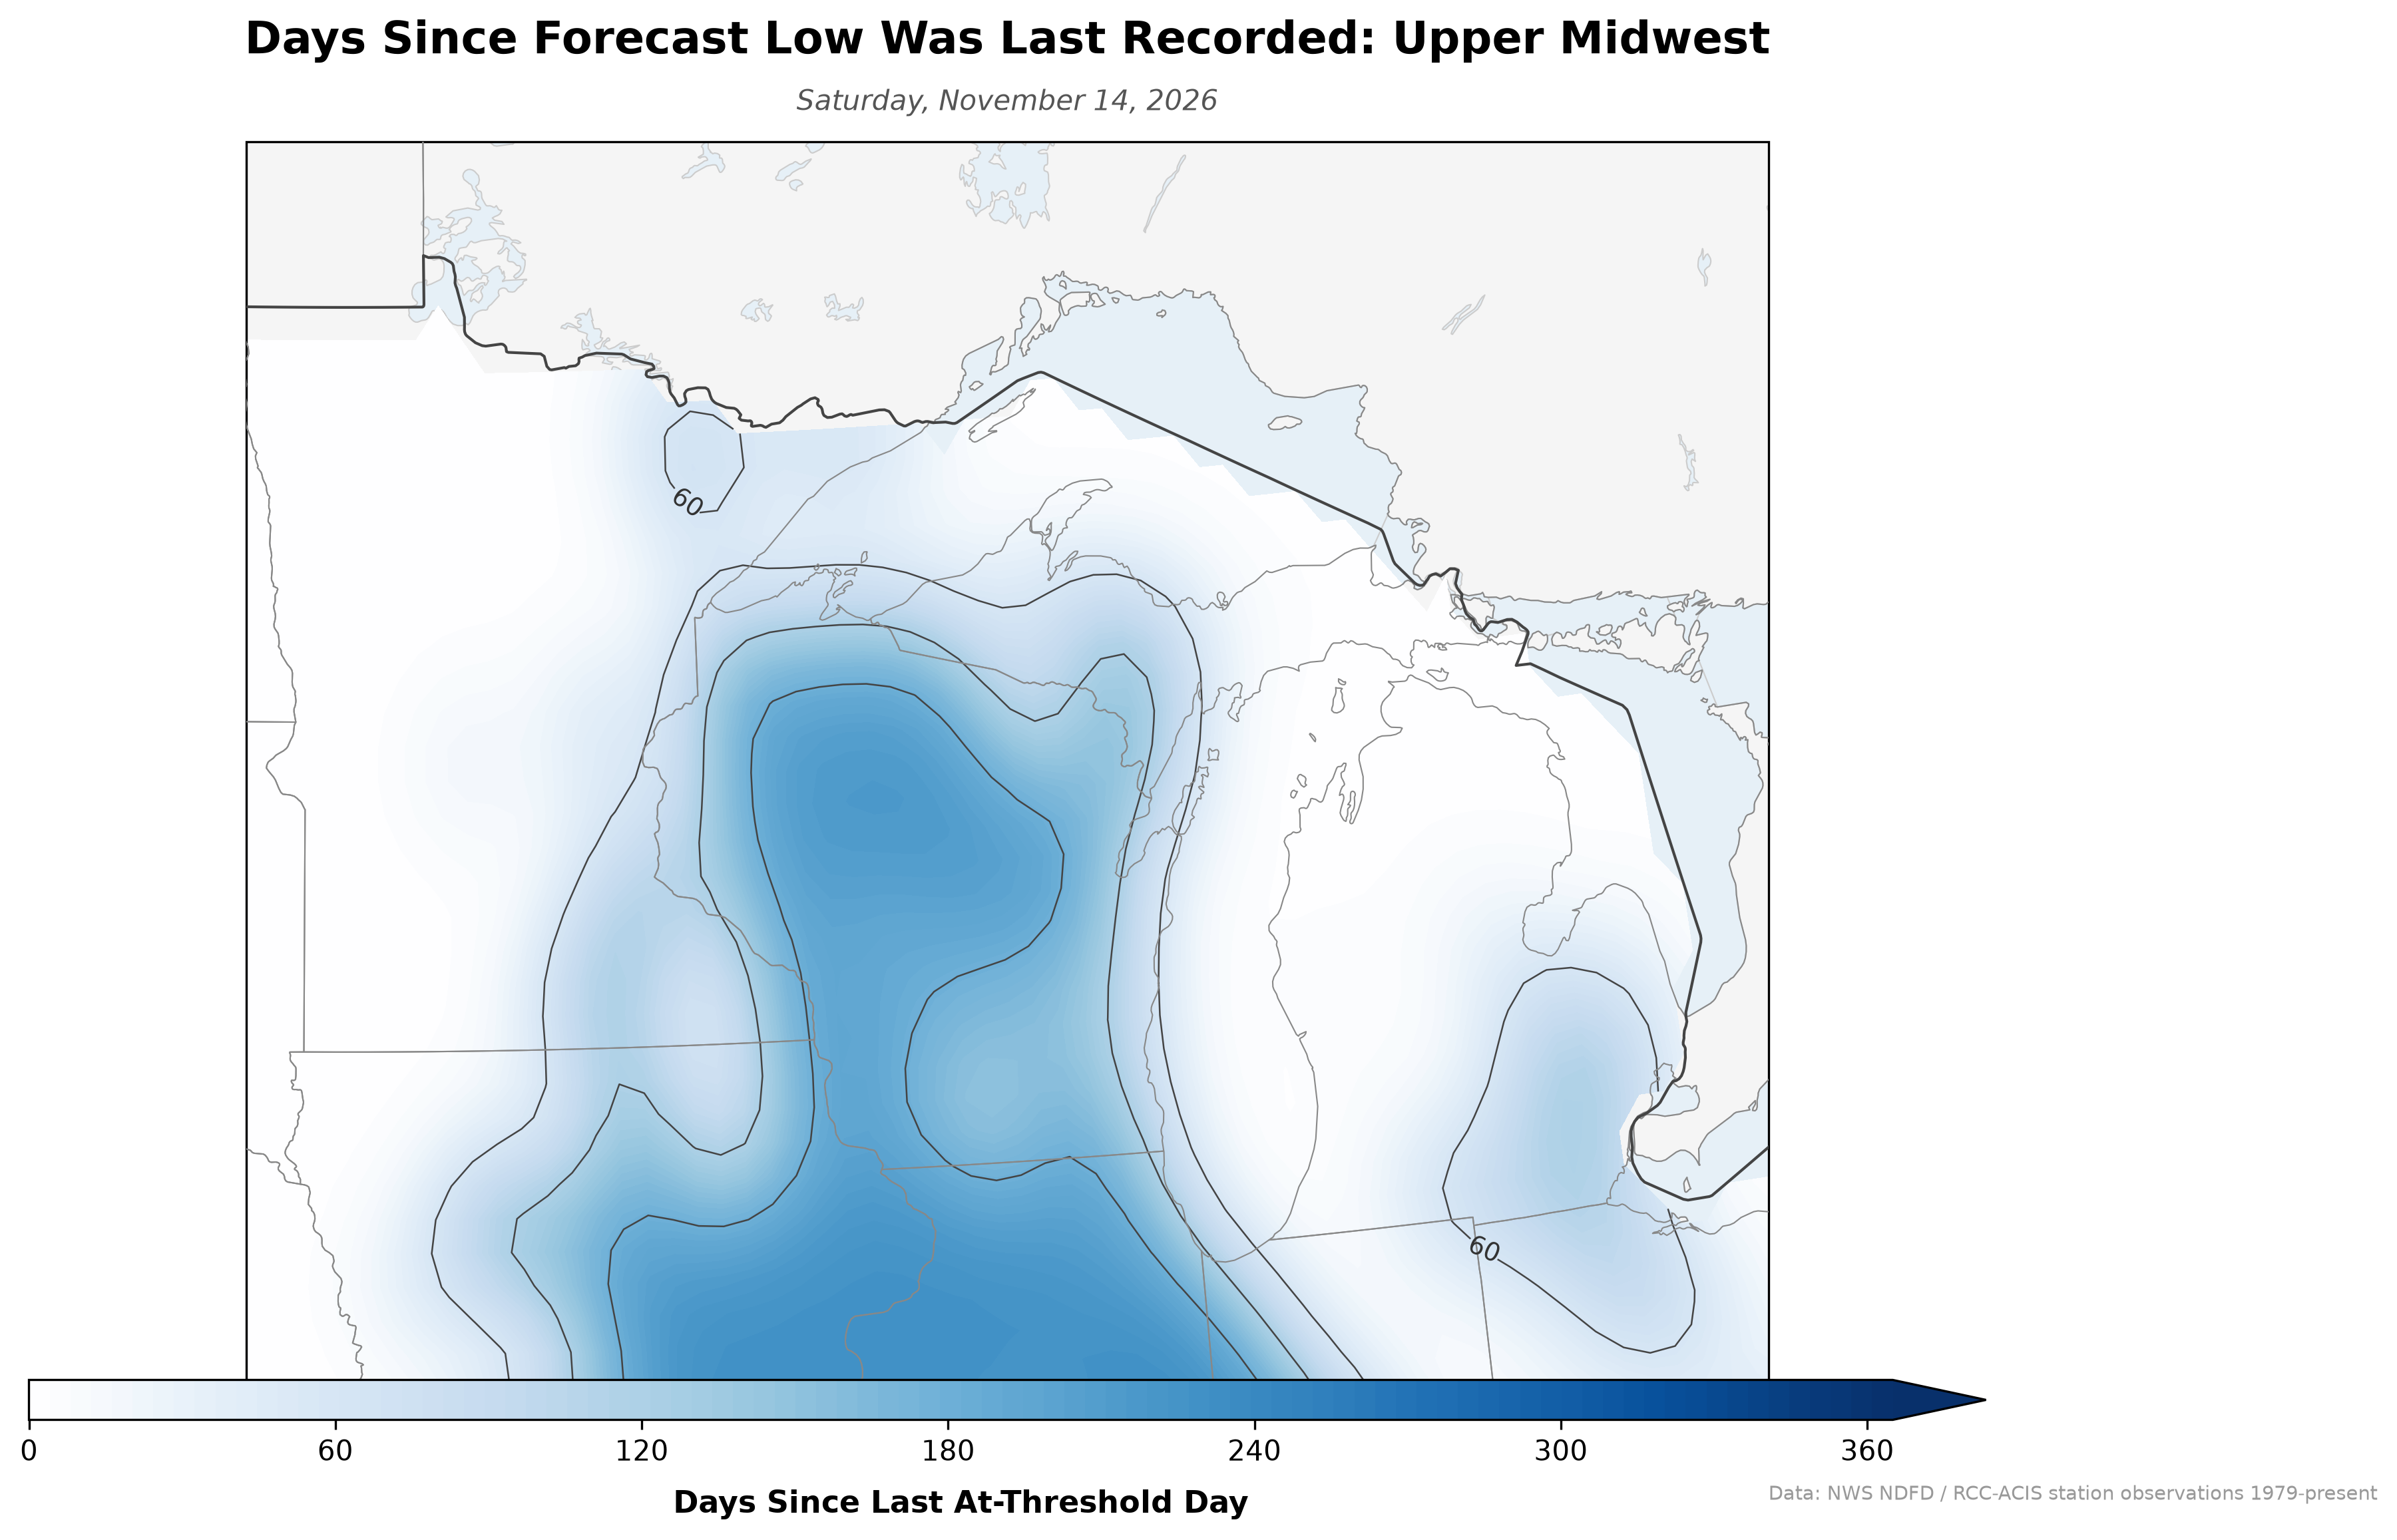 Days Since Forecast Low Was Last Recorded: Upper Midwest
Saturday, November 14, 2026
60
60
0 60 120 180 240 300 360
Days Since Last At-Threshold Day
Data: NWS NDFD / RCC-ACIS station observations 1979-present